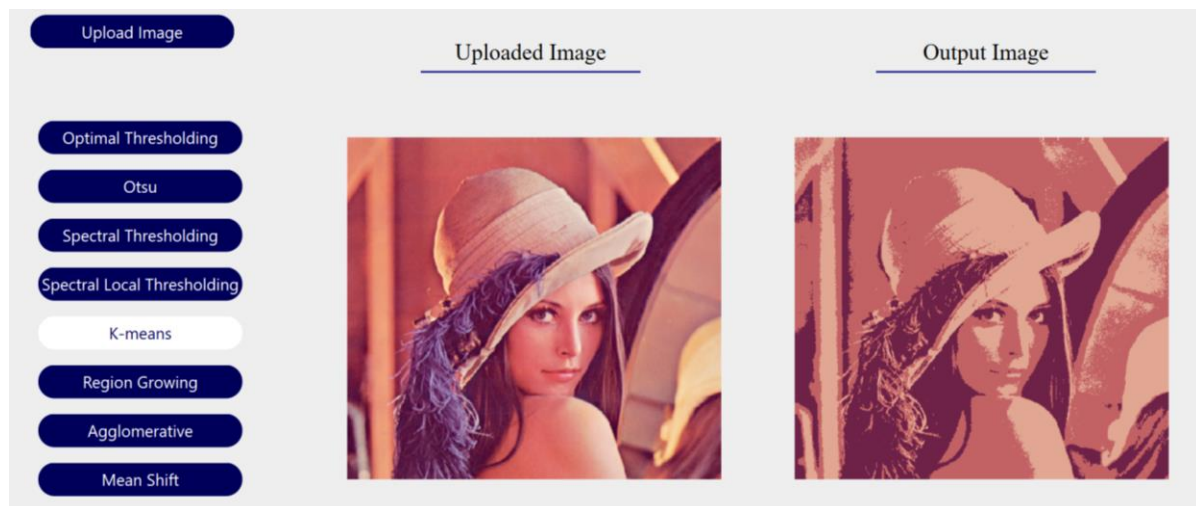 Upload Image
Uploaded Image
Output Image
Optimal Thresholding
Otsu
Spectral Thresholding
Spectral Local Thresholding
K-means
Region Growing
Agglomerative
Mean Shift